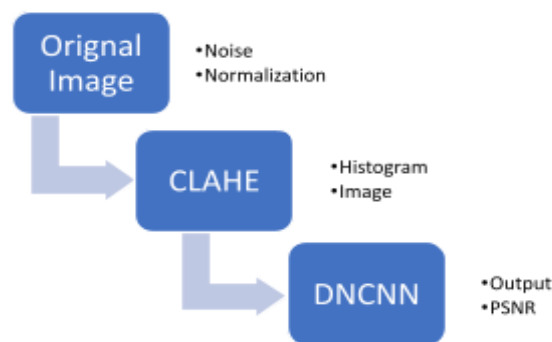 Orignal
Image
•Noise
•Normalization
CLAHE
•Histogram
•Image
DNCNN
•Output
•PSNR